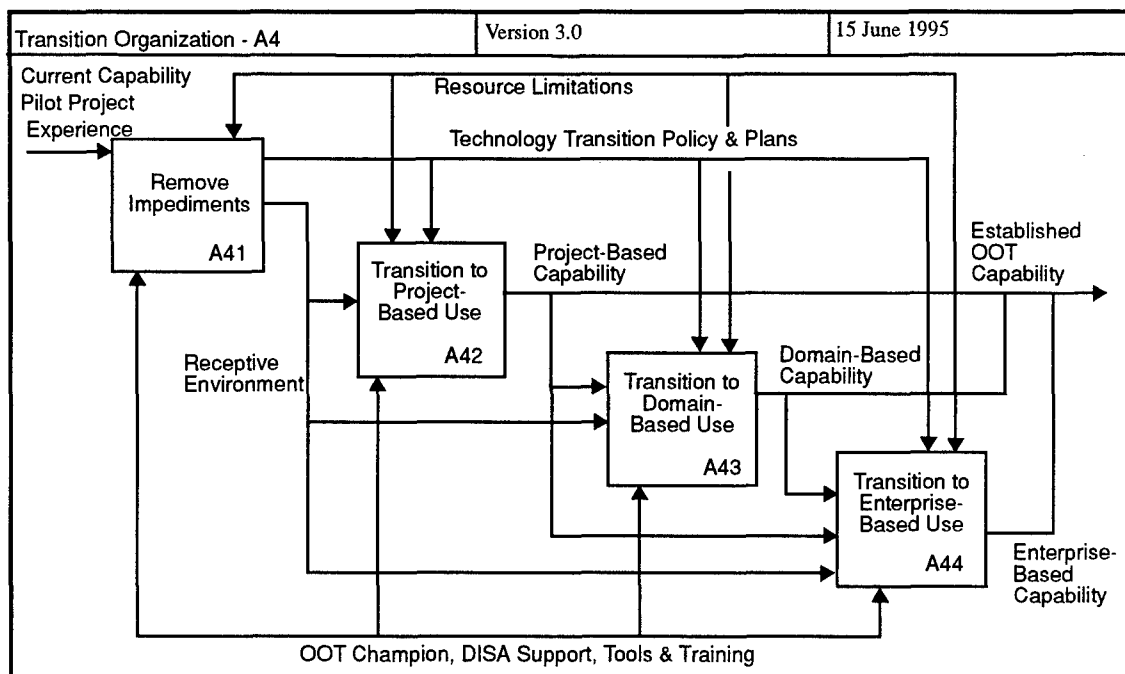 Transition Organization - A4
Version 3.0
15 June 1995
Current Capability
Pilot Project
Experience
Resource Limitations
Technology Transition Policy & Plans
Remove
Impediments
A41
Transition to
Project-
Based Use
A42
Project-Based
Capability
Established
OOT
Capability
Receptive
Environment
Transition to
Domain-
Based Use
A43
Domain-Based
Capability
Transition to
Enterprise-
Based Use
A44
Enterprise-
Based
Capability
OOT Champion, DISA Support, Tools & Training